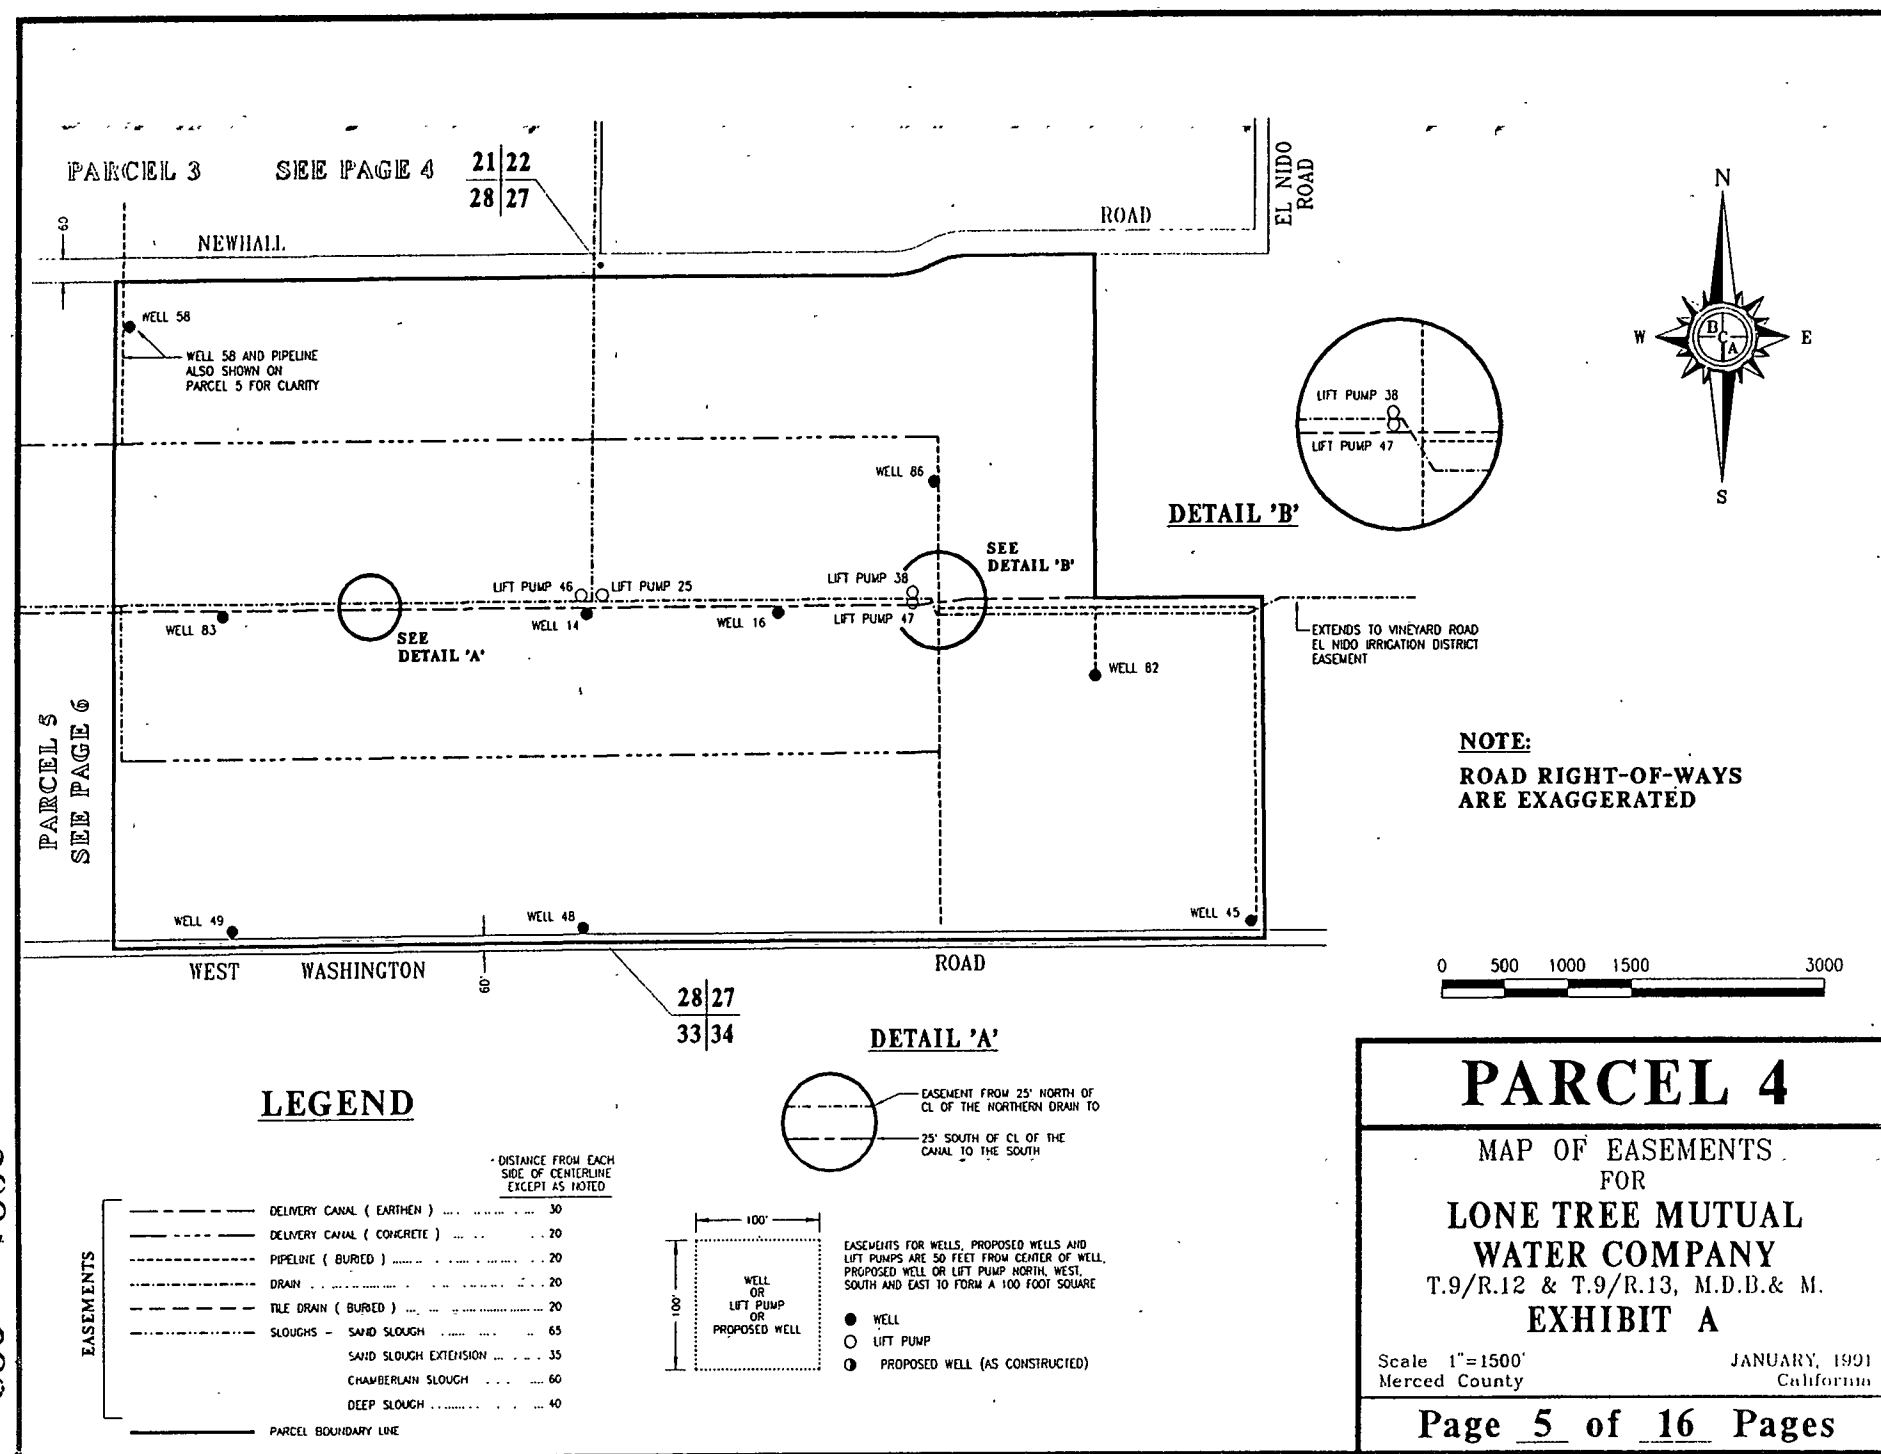 PARCEL 3 SEE PAGE 4
21 22
28 27
EL NIDO
ROAD
60'
NEWHALL ROAD
N
W E
S
B
C
A
WELL 58
WELL 58 AND PIPELINE
ALSO SHOWN ON
PARCEL 5 FOR CLARITY
LIFT PUMP 38
LIFT PUMP 47
DETAIL 'B'
WELL 86
SEE
DETAIL 'B'
LIFT PUMP 46
LIFT PUMP 25
LIFT PUMP 38
LIFT PUMP 47
WELL 83
SEE
DETAIL 'A'
WELL 14
WELL 16
EXTENDS TO VINEYARD ROAD
EL NIDO IRRIGATION DISTRICT
EASEMENT
WELL 82
PARCEL 5
SEE PAGE 6
NOTE:
ROAD RIGHT-OF-WAYS
ARE EXAGGERATED
WELL 49
WELL 48
WELL 45
WEST WASHINGTON ROAD
60'
28 27
33 34
0 500 1000 1500 3000
DETAIL 'A'
EASEMENT FROM 25' NORTH OF
CL OF THE NORTHERN DRAIN TO
25' SOUTH OF CL OF THE
CANAL TO THE SOUTH
LEGEND
DISTANCE FROM EACH
SIDE OF CENTERLINE
EXCEPT AS NOTED
EASEMENTS
DELIVERY CANAL ( EARTHEN ) 30
DELIVERY CANAL ( CONCRETE ) 20
PIPELINE ( BURIED ) 20
DRAIN 20
TILE DRAIN ( BURIED ) 20
SLOUGHS - SAND SLOUGH 65
SAND SLOUGH EXTENSION 35
CHAMBERLAIN SLOUGH 60
DEEP SLOUGH 40
PARCEL BOUNDARY LINE
100'
100'
WELL
OR
LIFT PUMP
OR
PROPOSED WELL
EASEMENTS FOR WELLS, PROPOSED WELLS AND
LIFT PUMPS ARE 50 FEET FROM CENTER OF WELL,
PROPOSED WELL OR LIFT PUMP NORTH, WEST,
SOUTH AND EAST TO FORM A 100 FOOT SQUARE
WELL
LIFT PUMP
PROPOSED WELL (AS CONSTRUCTED)
PARCEL 4
MAP OF EASEMENTS
FOR
LONE TREE MUTUAL
WATER COMPANY
T.9/R.12 & T.9/R.13, M.D.B.& M.
EXHIBIT A
Scale 1"=1500' JANUARY, 1991
Merced County California
Page 5 of 16 Pages